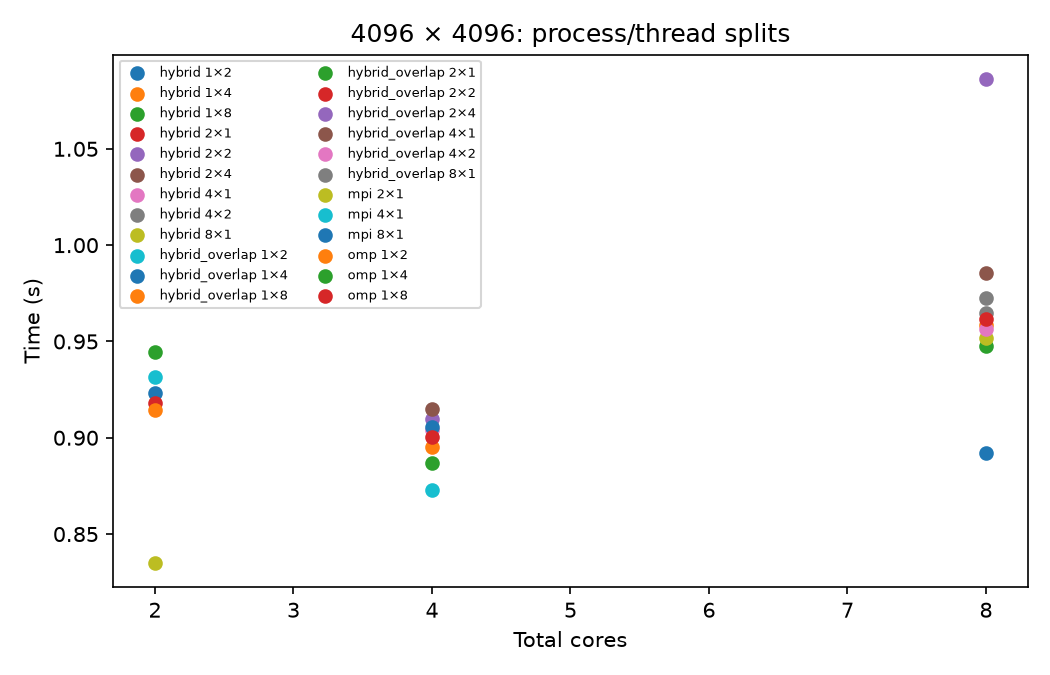 4096 × 4096: process/thread splits
hybrid 1×2
hybrid 1×4
hybrid 1×8
hybrid 2×1
hybrid 2×2
hybrid 2×4
hybrid 4×1
hybrid 4×2
hybrid 8×1
hybrid_overlap 1×2
hybrid_overlap 1×4
hybrid_overlap 1×8
hybrid_overlap 2×1
hybrid_overlap 2×2
hybrid_overlap 2×4
hybrid_overlap 4×1
hybrid_overlap 4×2
hybrid_overlap 8×1
mpi 2×1
mpi 4×1
mpi 8×1
omp 1×2
omp 1×4
omp 1×8
1.05
1.00
0.95
0.90
0.85
Time (s)
2 3 4 5 6 7 8
Total cores